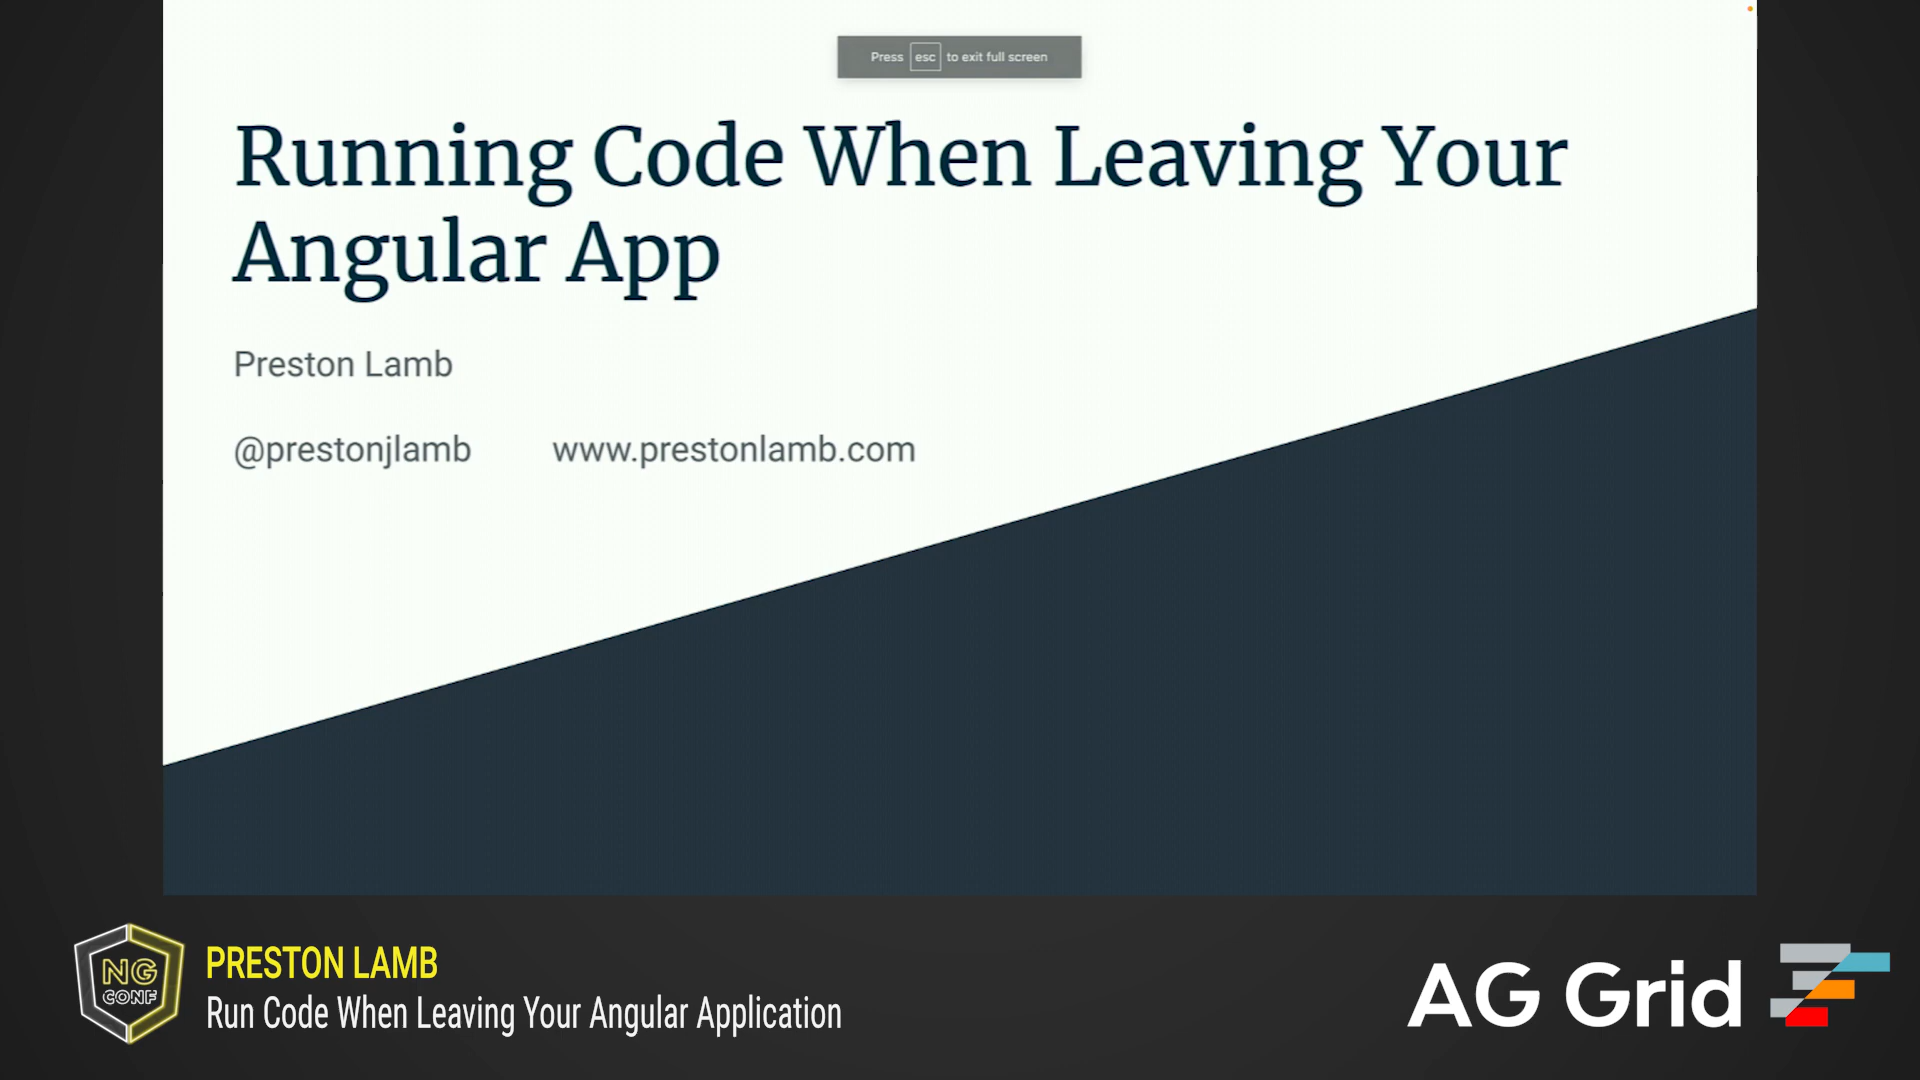 Press esc to exit full screen
Running Code When Leaving Your
Angular App
Preston Lamb
@prestonjlamb www.prestonlamb.com
NG
CONF
PRESTON LAMB
Run Code When Leaving Your Angular Application
AG Grid